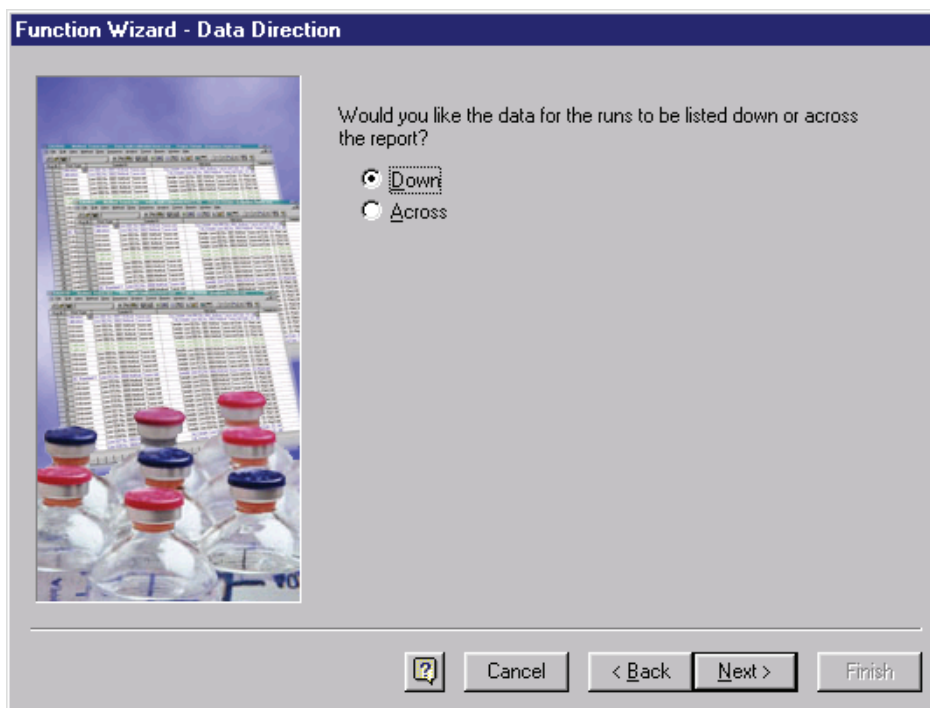 Function Wizard - Data Direction
Would you like the data for the runs to be listed down or across
the report?
Down
Across
Cancel
< Back
Next >
Finish